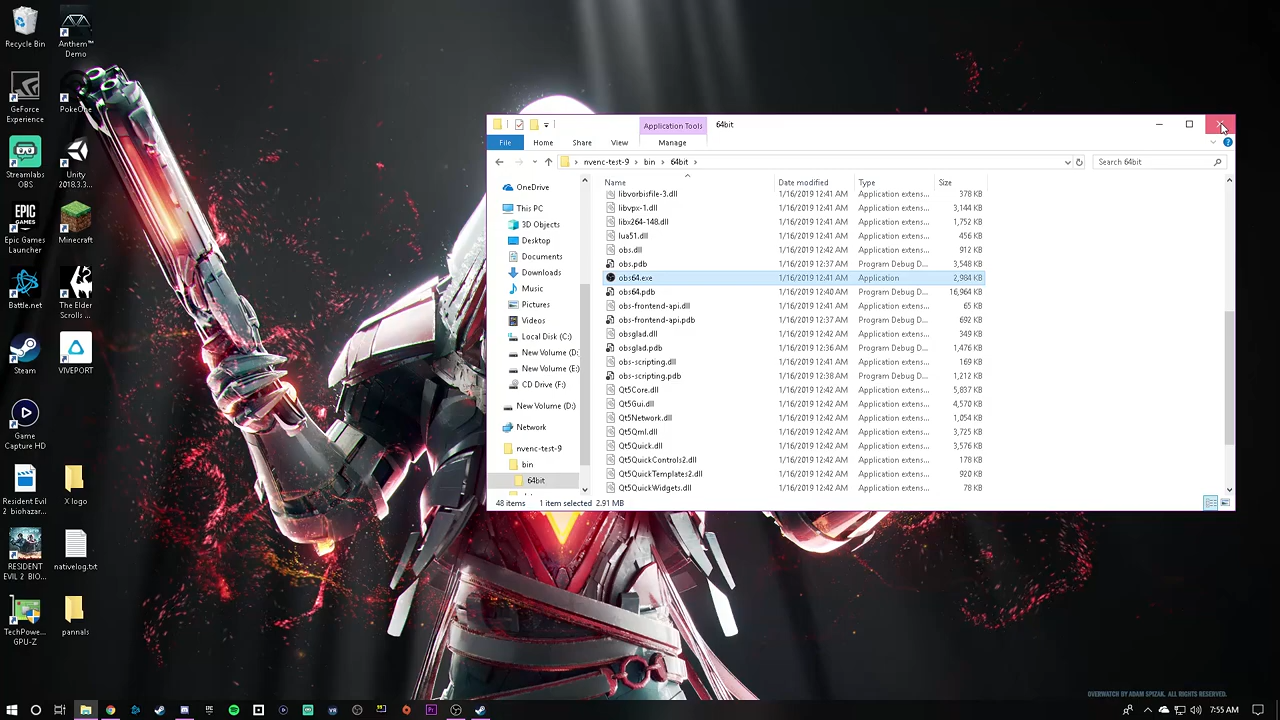 Recycle Bin
Anthem™
Demo
GeForce
Experience
PokeOne
Streamlabs
OBS
Unity
2018.3.3...
Epic Games
Launcher
Minecraft
Battle.net
The Elder
Scrolls ...
Steam
VIVEPORT
Game
Capture HD
Resident Evil
2 biohazar...
X logo
RESIDENT
EVIL 2 BIO...
nativelog.txt
TechPowe...
GPU-Z
pannals
Application Tools
64bit
File
Home
Share
View
Manage
nvenc-test-9 > bin > 64bit >
Search 64bit
OneDrive
This PC
3D Objects
Desktop
Documents
Downloads
Music
Pictures
Videos
Local Disk (C:)
New Volume (D:
New Volume (E:)
CD Drive (F:)
New Volume (D:)
Network
nvenc-test-9
bin
64bit
Name Date modified Type Size
libvorbisfile-3.dll 1/16/2019 12:41 AM Application extens... 378 KB
libvpx-1.dll 1/16/2019 12:41 AM Application extens... 3,144 KB
libx264-148.dll 1/16/2019 12:41 AM Application extens... 1,752 KB
lua51.dll 1/16/2019 12:41 AM Application extens... 456 KB
obs.dll 1/16/2019 12:42 AM Application extens... 912 KB
obs.pdb 1/16/2019 12:37 AM Program Debug D... 3,548 KB
obs64.exe 1/16/2019 12:41 AM Application 2,984 KB
obs64.pdb 1/16/2019 12:40 AM Program Debug D... 16,964 KB
obs-frontend-api.dll 1/16/2019 12:41 AM Application extens... 65 KB
obs-frontend-api.pdb 1/16/2019 12:37 AM Program Debug D... 692 KB
obsglad.dll 1/16/2019 12:42 AM Application extens... 349 KB
obsglad.pdb 1/16/2019 12:36 AM Program Debug D... 1,476 KB
obs-scripting.dll 1/16/2019 12:41 AM Application extens... 169 KB
obs-scripting.pdb 1/16/2019 12:38 AM Program Debug D... 1,212 KB
Qt5Core.dll 1/16/2019 12:42 AM Application extens... 5,837 KB
Qt5Gui.dll 1/16/2019 12:42 AM Application extens... 4,570 KB
Qt5Network.dll 1/16/2019 12:42 AM Application extens... 1,054 KB
Qt5Qml.dll 1/16/2019 12:42 AM Application extens... 3,725 KB
Qt5Quick.dll 1/16/2019 12:42 AM Application extens... 3,576 KB
Qt5QuickControls2.dll 1/16/2019 12:42 AM Application extens... 178 KB
Qt5QuickTemplates2.dll 1/16/2019 12:42 AM Application extens... 920 KB
Qt5QuickWidgets.dll 1/16/2019 12:42 AM Application extens... 78 KB
48 items 1 item selected 2.91 MB
OVERWATCH BY ADAM SPIZAK. ALL RIGHTS RESERVED.
7:55 AM